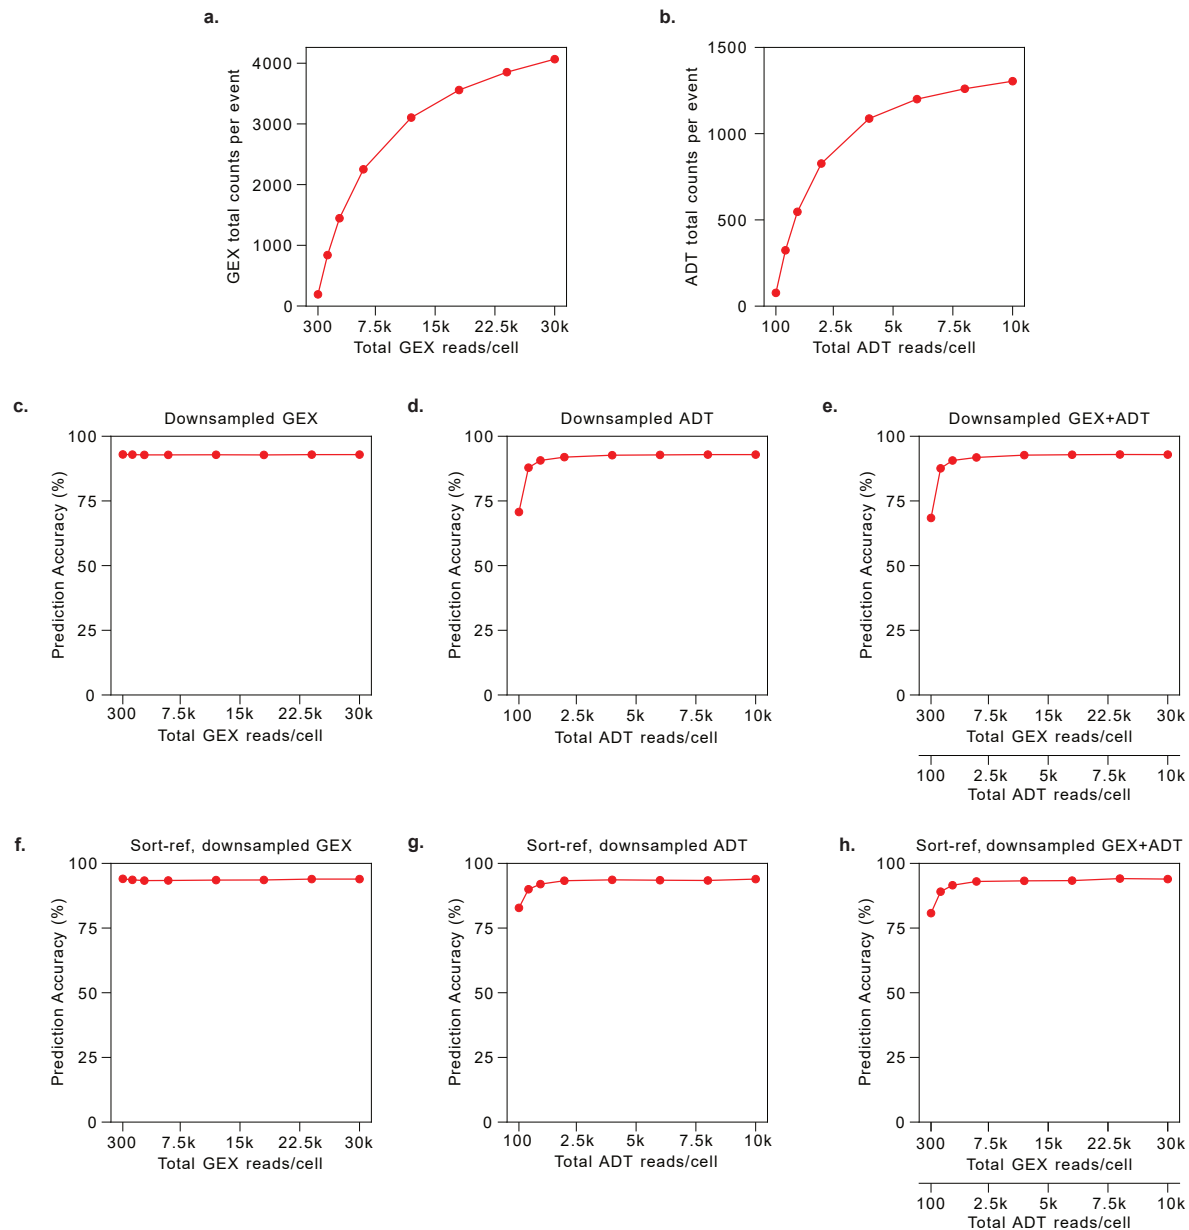 a.
GEX total counts per event
4000
3000
2000
1000
0
300 7.5k 15k 22.5k 30k
Total GEX reads/cell
b.
ADT total counts per event
1500
1000
500
0
100 2.5k 5k 7.5k 10k
Total ADT reads/cell
c.
Downsampled GEX
Prediction Accuracy (%)
100
75
50
25
0
300 7.5k 15k 22.5k 30k
Total GEX reads/cell
d.
Downsampled ADT
Prediction Accuracy (%)
100
75
50
25
0
100 2.5k 5k 7.5k 10k
Total ADT reads/cell
e.
Downsampled GEX+ADT
Prediction Accuracy (%)
100
75
50
25
0
300 7.5k 15k 22.5k 30k
Total GEX reads/cell
100 2.5k 5k 7.5k 10k
Total ADT reads/cell
f.
Sort-ref, downsampled GEX
Prediction Accuracy (%)
100
75
50
25
0
300 7.5k 15k 22.5k 30k
Total GEX reads/cell
g.
Sort-ref, downsampled ADT
Prediction Accuracy (%)
100
75
50
25
0
100 2.5k 5k 7.5k 10k
Total ADT reads/cell
h.
Sort-ref, downsampled GEX+ADT
Prediction Accuracy (%)
100
75
50
25
0
300 7.5k 15k 22.5k 30k
Total GEX reads/cell
100 2.5k 5k 7.5k 10k
Total ADT reads/cell